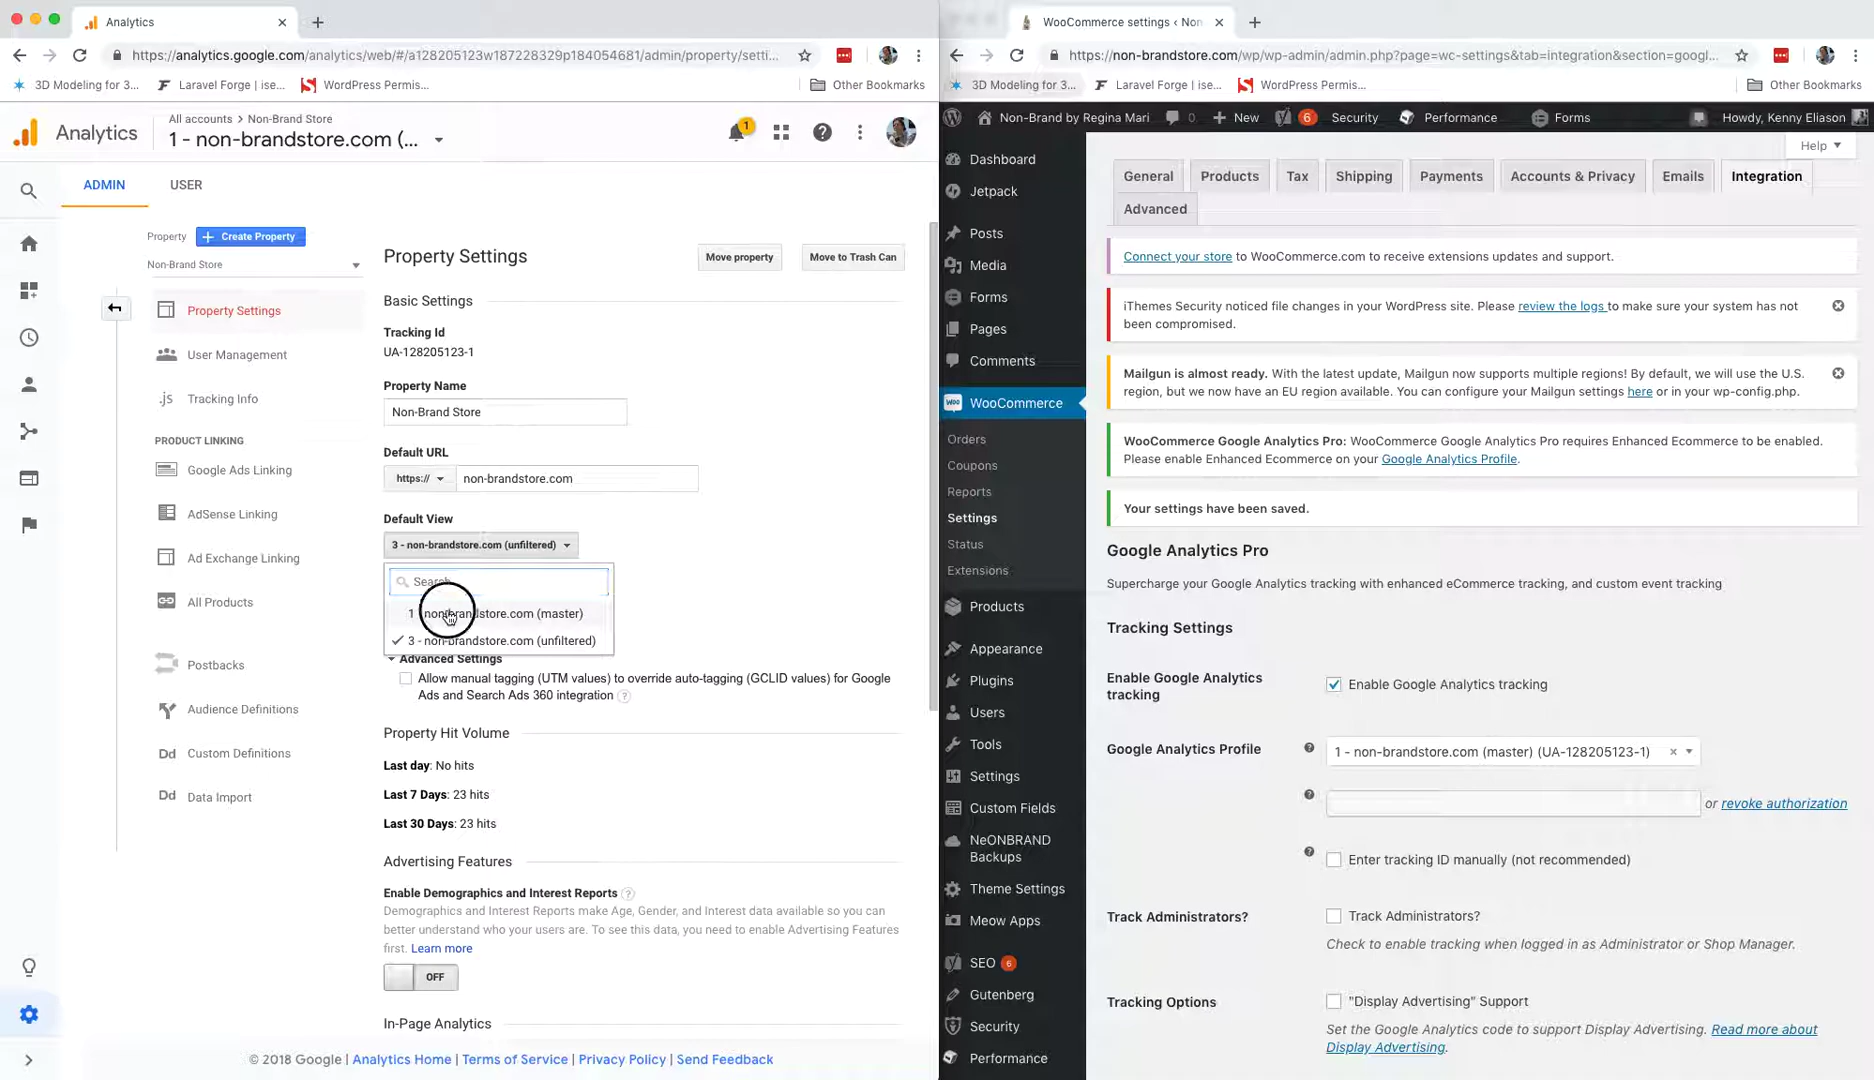 Analytics
WooCommerce settings ‹ Non
https://analytics.google.com/analytics/web/#/a128205123w187228329p184054681/admin/property/setti...
https://non-brandstore.com/wp/wp-admin/admin.php?page=wc-settings&tab=integration&section=googl...
3D Modeling for 3...
Laravel Forge | ise...
WordPress Permis...
Other Bookmarks
3D Modeling for 3...
Laravel Forge | ise...
WordPress Permis...
Other Bookmarks
Analytics
All accounts > Non-Brand Store
1 - non-brandstore.com (...
1
ADMIN
USER
Property
+ Create Property
Non-Brand Store
Property Settings
User Management
.js Tracking Info
PRODUCT LINKING
Google Ads Linking
AdSense Linking
Ad Exchange Linking
All Products
Postbacks
Audience Definitions
Dd Custom Definitions
Dd Data Import
Property Settings
Move property
Move to Trash Can
Basic Settings
Tracking Id
UA-128205123-1
Property Name
Non-Brand Store
Default URL
https://
non-brandstore.com
Default View
3 - non-brandstore.com (unfiltered)
Search
1 - non-brandstore.com (master)
3 - non-brandstore.com (unfiltered)
Advanced Settings
Allow manual tagging (UTM values) to override auto-tagging (GCLID values) for Google
Ads and Search Ads 360 integration ?
Property Hit Volume
Last day: No hits
Last 7 Days: 23 hits
Last 30 Days: 23 hits
Advertising Features
Enable Demographics and Interest Reports ?
Demographics and Interest Reports make Age, Gender, and Interest data available so you can
better understand who your users are. To see this data, you need to enable Advertising Features
first. Learn more
OFF
In-Page Analytics
© 2018 Google | Analytics Home | Terms of Service | Privacy Policy | Send Feedback
Non-Brand by Regina Mari
0
+ New
6
Security
Performance
Forms
Howdy, Kenny Eliason
Dashboard
Jetpack
Posts
Media
Forms
Pages
Comments
WooCommerce
Orders
Coupons
Reports
Settings
Status
Extensions
Products
Appearance
Plugins
Users
Tools
Settings
Custom Fields
NeONBRAND
Backups
Theme Settings
Meow Apps
SEO 6
Gutenberg
Security
Performance
Help
General
Products
Tax
Shipping
Payments
Accounts & Privacy
Emails
Integration
Advanced
Connect your store to WooCommerce.com to receive extensions updates and support.
iThemes Security noticed file changes in your WordPress site. Please review the logs to make sure your system has not
been compromised.
Mailgun is almost ready. With the latest update, Mailgun now supports multiple regions! By default, we will use the U.S.
region, but we now have an EU region available. You can configure your Mailgun settings here or in your wp-config.php.
WooCommerce Google Analytics Pro: WooCommerce Google Analytics Pro requires Enhanced Ecommerce to be enabled.
Please enable Enhanced Ecommerce on your Google Analytics Profile.
Your settings have been saved.
Google Analytics Pro
Supercharge your Google Analytics tracking with enhanced eCommerce tracking, and custom event tracking
Tracking Settings
Enable Google Analytics
tracking
Enable Google Analytics tracking
Google Analytics Profile
1 - non-brandstore.com (master) (UA-128205123-1)
or revoke authorization
Enter tracking ID manually (not recommended)
Track Administrators?
Track Administrators?
Check to enable tracking when logged in as Administrator or Shop Manager.
Tracking Options
"Display Advertising" Support
Set the Google Analytics code to support Display Advertising. Read more about
Display Advertising.